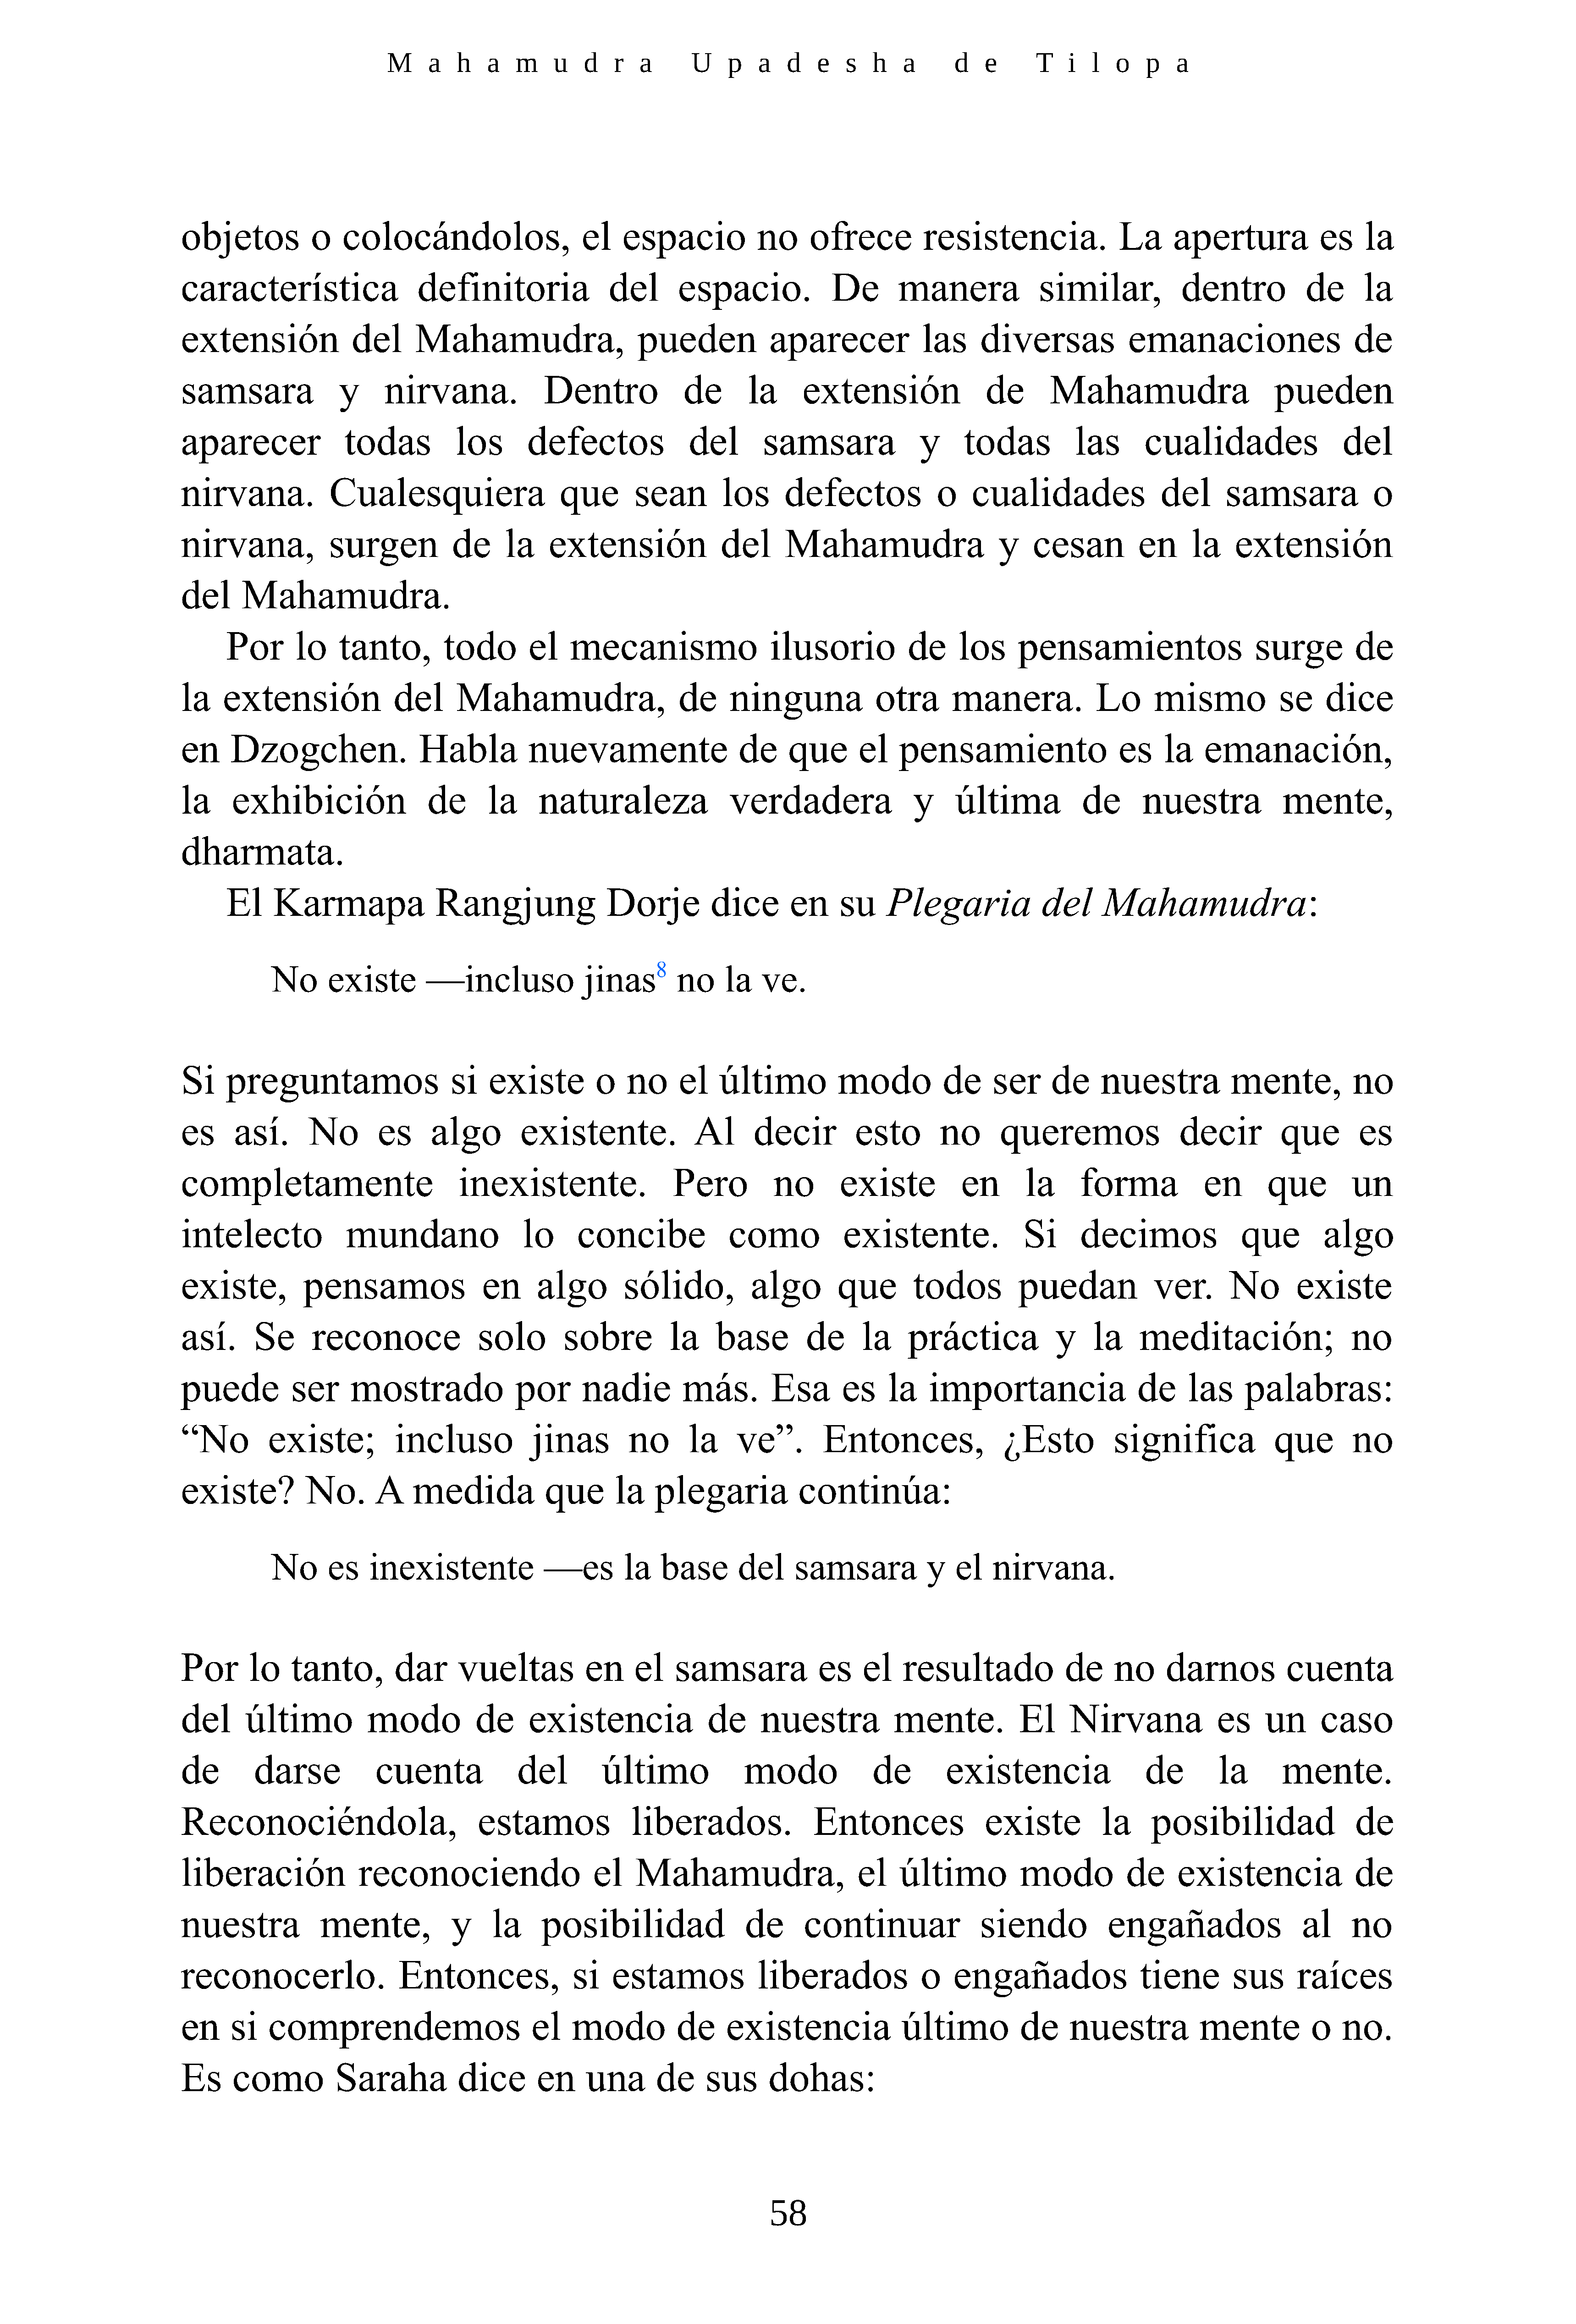 Mahamudra Upadesha de Tilopa
objetos o colocándolos, el espacio no ofrece resistencia. La apertura es la
característica definitoria del espacio. De manera similar, dentro de la
extensión del Mahamudra, pueden aparecer las diversas emanaciones de
samsara y nirvana. Dentro de la extensión de Mahamudra pueden
aparecer todas los defectos del samsara y todas las cualidades del
nirvana. Cualesquiera que sean los defectos o cualidades del samsara o
nirvana, surgen de la extensión del Mahamudra y cesan en la extensión
del Mahamudra.
Por lo tanto, todo el mecanismo ilusorio de los pensamientos surge de
la extensión del Mahamudra, de ninguna otra manera. Lo mismo se dice
en Dzogchen. Habla nuevamente de que el pensamiento es la emanación,
la exhibición de la naturaleza verdadera y última de nuestra mente,
dharmata.
El Karmapa Rangjung Dorje dice en su Plegaria del Mahamudra:
No existe —incluso jinas8 no la ve.
Si preguntamos si existe o no el último modo de ser de nuestra mente, no
es así. No es algo existente. Al decir esto no queremos decir que es
completamente inexistente. Pero no existe en la forma en que un
intelecto mundano lo concibe como existente. Si decimos que algo
existe, pensamos en algo sólido, algo que todos puedan ver. No existe
así. Se reconoce solo sobre la base de la práctica y la meditación; no
puede ser mostrado por nadie más. Esa es la importancia de las palabras:
“No existe; incluso jinas no la ve”. Entonces, ¿Esto significa que no
existe? No. A medida que la plegaria continúa:
No es inexistente —es la base del samsara y el nirvana.
Por lo tanto, dar vueltas en el samsara es el resultado de no darnos cuenta
del último modo de existencia de nuestra mente. El Nirvana es un caso
de darse cuenta del último modo de existencia de la mente.
Reconociéndola, estamos liberados. Entonces existe la posibilidad de
liberación reconociendo el Mahamudra, el último modo de existencia de
nuestra mente, y la posibilidad de continuar siendo engañados al no
reconocerlo. Entonces, si estamos liberados o engañados tiene sus raíces
en si comprendemos el modo de existencia último de nuestra mente o no.
Es como Saraha dice en una de sus dohas:
58